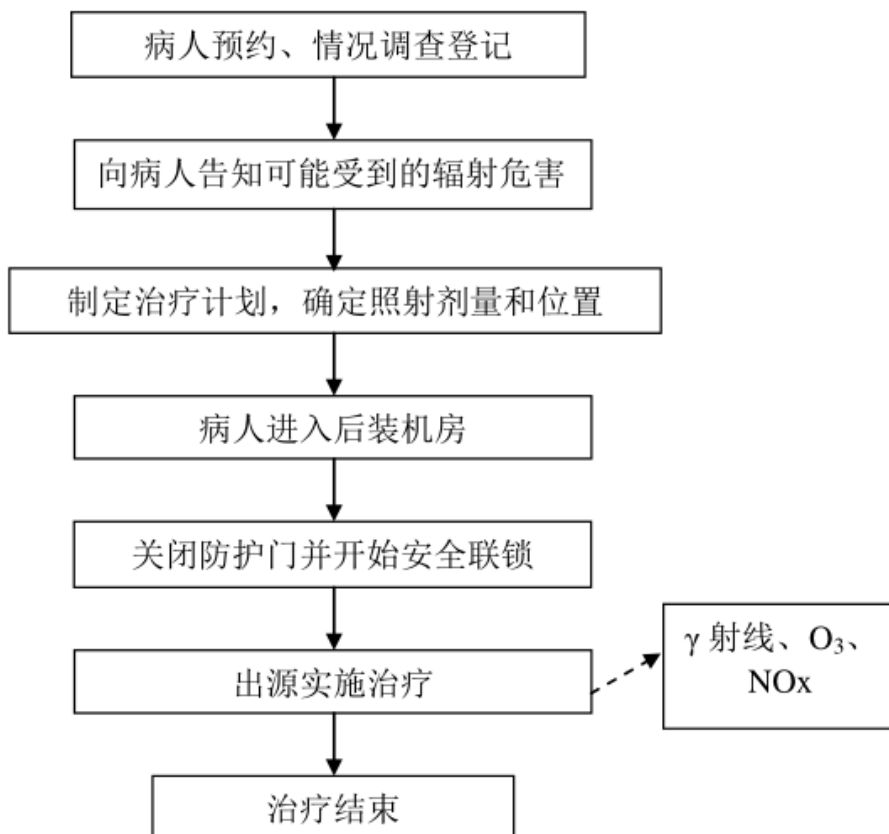 病人预约、情况调查登记
向病人告知可能受到的辐射危害
制定治疗计划，确定照射剂量和位置
病人进入后装机房
关闭防护门并开始安全联锁
出源实施治疗
γ 射线、O₃、
NOx
治疗结束